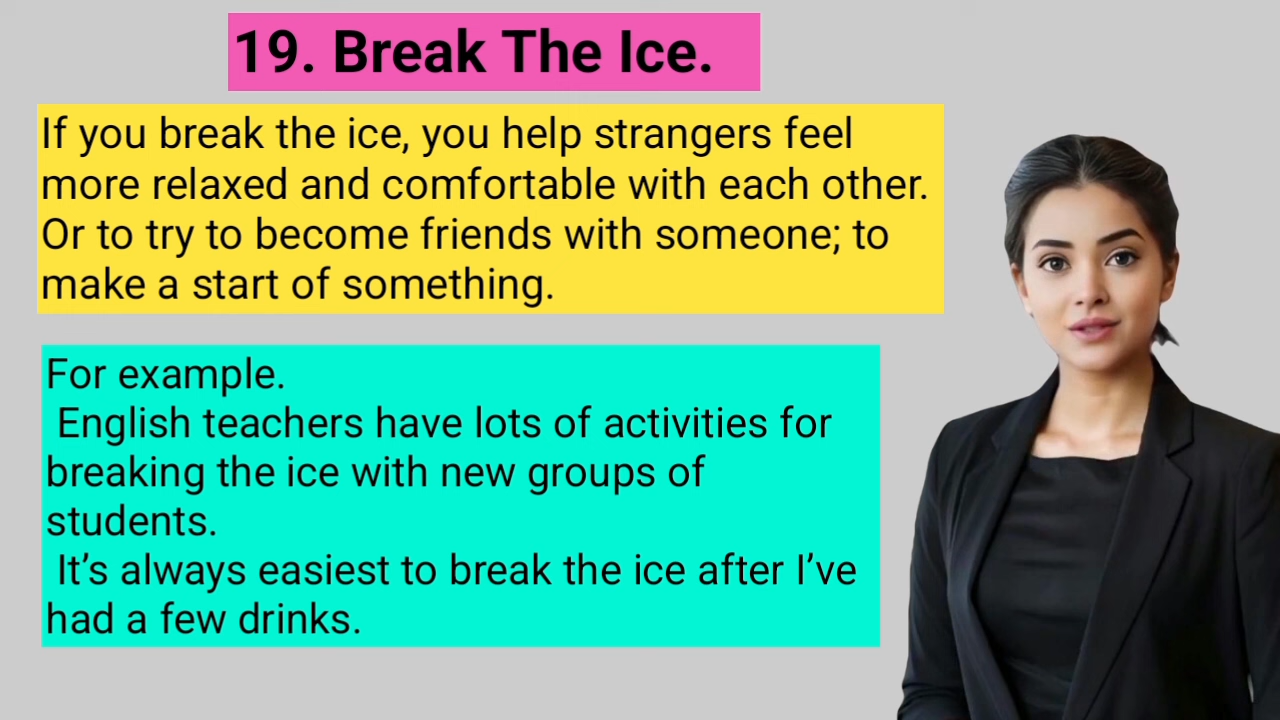 19. Break The Ice.
If you break the ice, you help strangers feel
more relaxed and comfortable with each other.
Or to try to become friends with someone; to
make a start of something.
For example.
English teachers have lots of activities for
breaking the ice with new groups of
students.
It’s always easiest to break the ice after I’ve
had a few drinks.